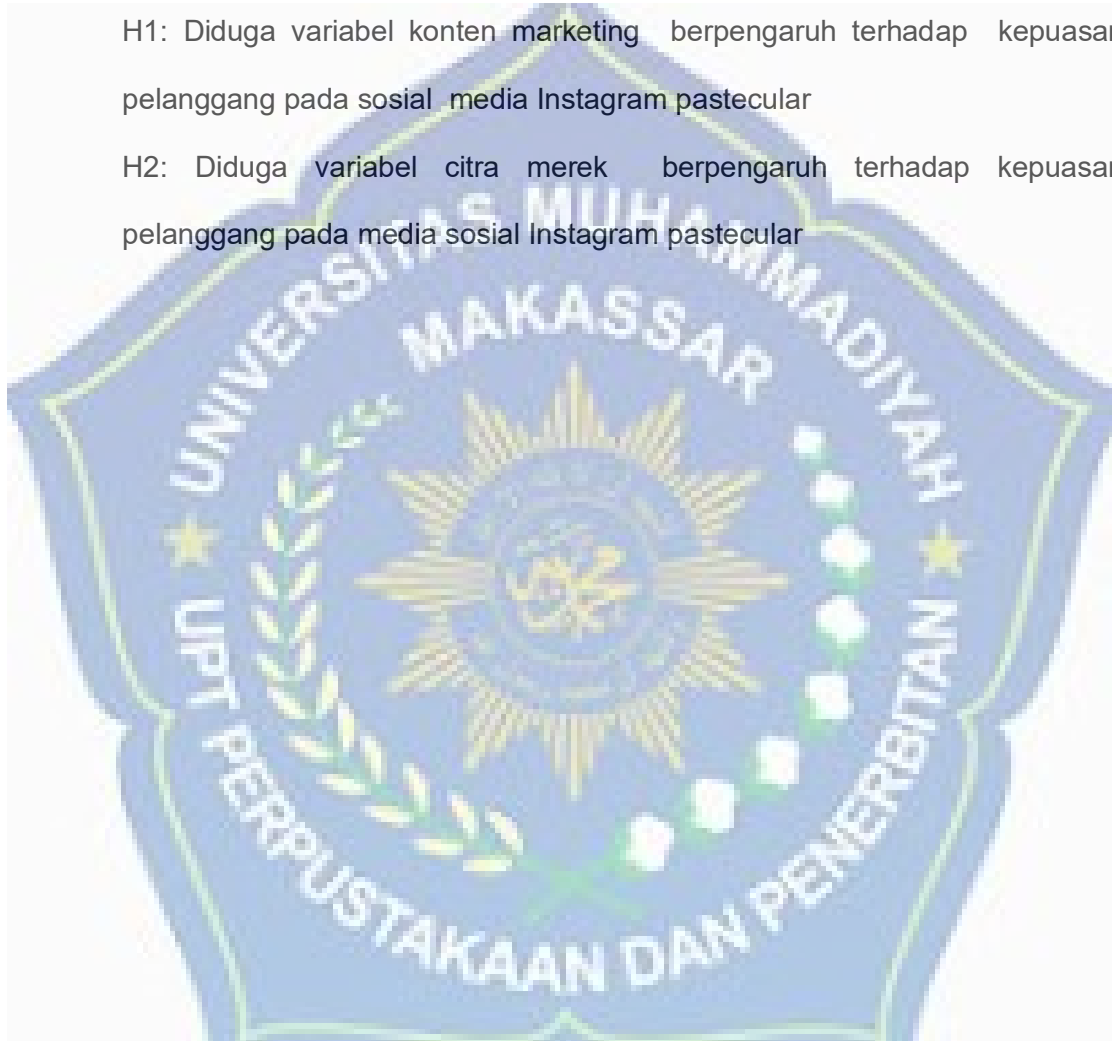 H1: Diduga variabel konten marketing berpengaruh terhadap kepuasan
pelanggang pada sosial media Instagram pastecular
H2: Diduga variabel citra merek berpengaruh terhadap kepuasan
pelanggang pada media sosial Instagram pastecular
UNIVERSITAS MUHAMMADIYAH
MAKASSAR
UPT PERPUSTAKAAN DAN PENERBITAN